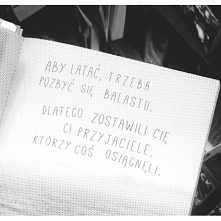 ABY LATAĆ, TRZEBA
POZBYĆ SIĘ BALASTU.
DLATEGO ZOSTAWILI CIĘ
CI PRZYJACIELE,
KTÓRZY COŚ OSIĄGNĘLI.